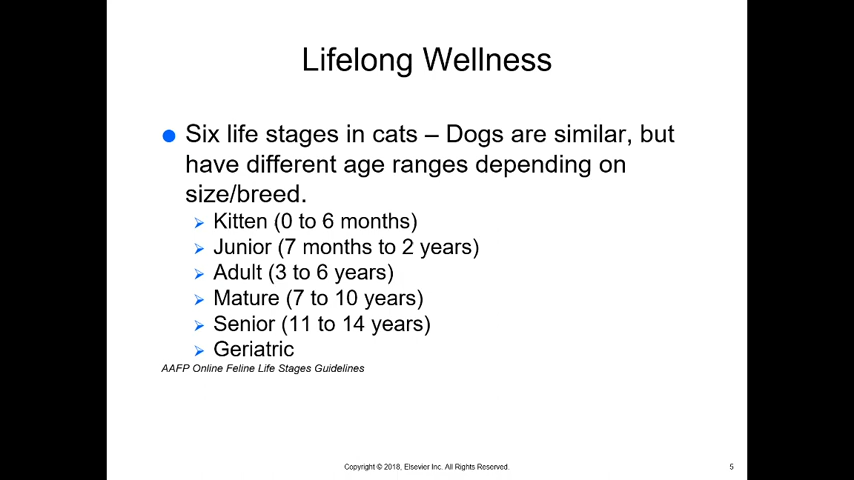 Lifelong Wellness
Six life stages in cats – Dogs are similar, but
have different age ranges depending on
size/breed.
Kitten (0 to 6 months)
Junior (7 months to 2 years)
Adult (3 to 6 years)
Mature (7 to 10 years)
Senior (11 to 14 years)
Geriatric
AAFP Online Feline Life Stages Guidelines
Copyright © 2018, Elsevier Inc. All Rights Reserved.
5